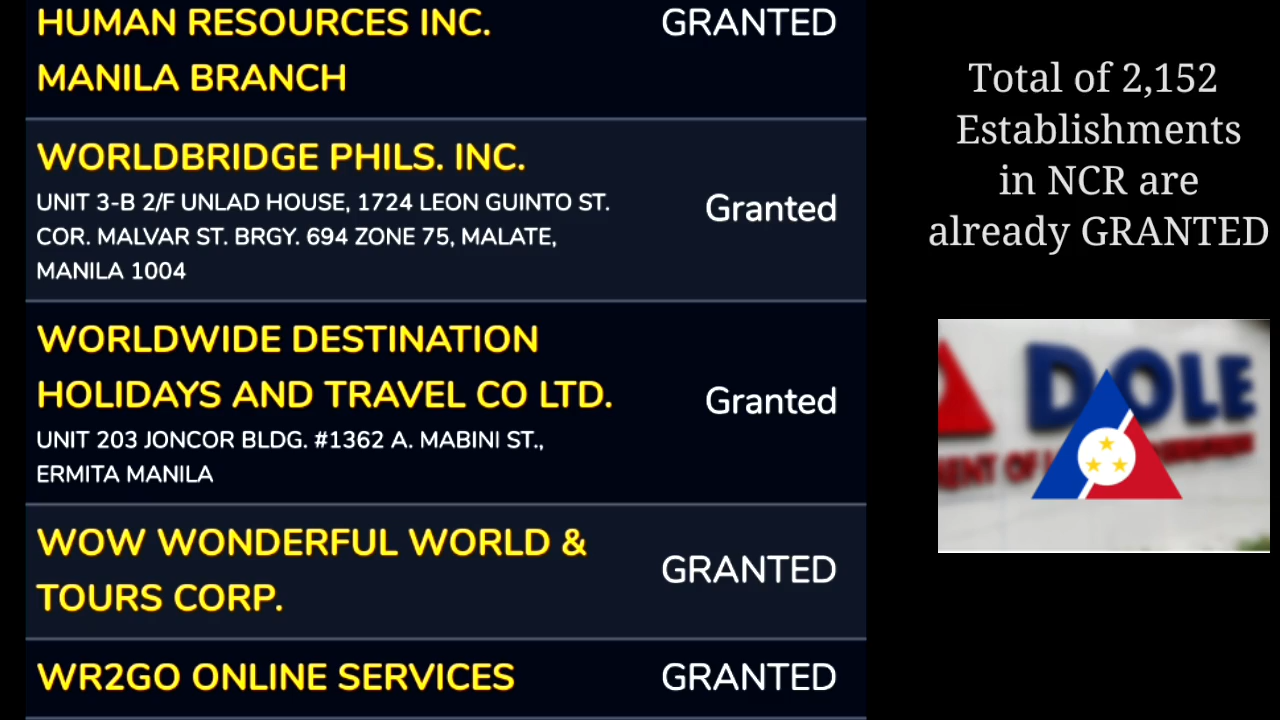 HUMAN RESOURCES INC.
MANILA BRANCH
GRANTED
WORLDBRIDGE PHILS. INC.
UNIT 3-B 2/F UNLAD HOUSE, 1724 LEON GUINTO ST.
COR. MALVAR ST. BRGY. 694 ZONE 75, MALATE,
MANILA 1004
Granted
WORLDWIDE DESTINATION
HOLIDAYS AND TRAVEL CO LTD.
UNIT 203 JONCOR BLDG. #1362 A. MABINI ST.,
ERMITA MANILA
Granted
WOW WONDERFUL WORLD &
TOURS CORP.
GRANTED
WR2GO ONLINE SERVICES
GRANTED
Total of 2,152
Establishments
in NCR are
already GRANTED
DOLE